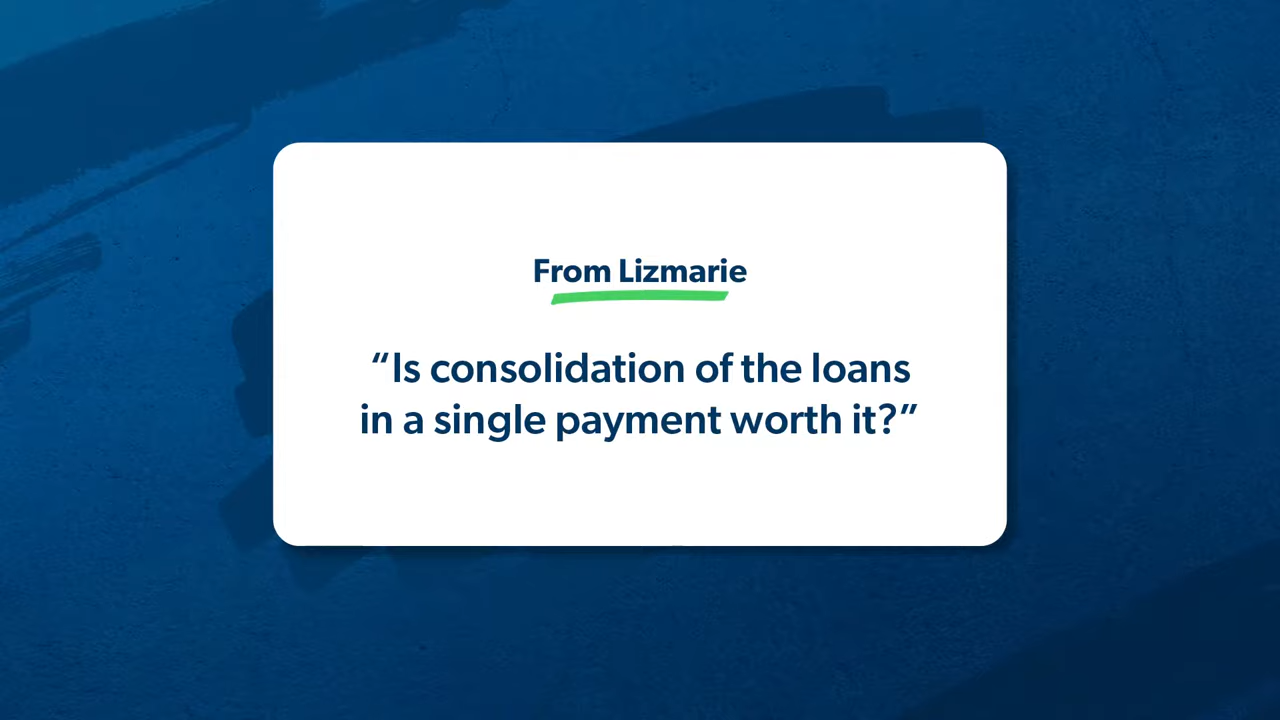 From Lizmarie
“Is consolidation of the loans
in a single payment worth it?”